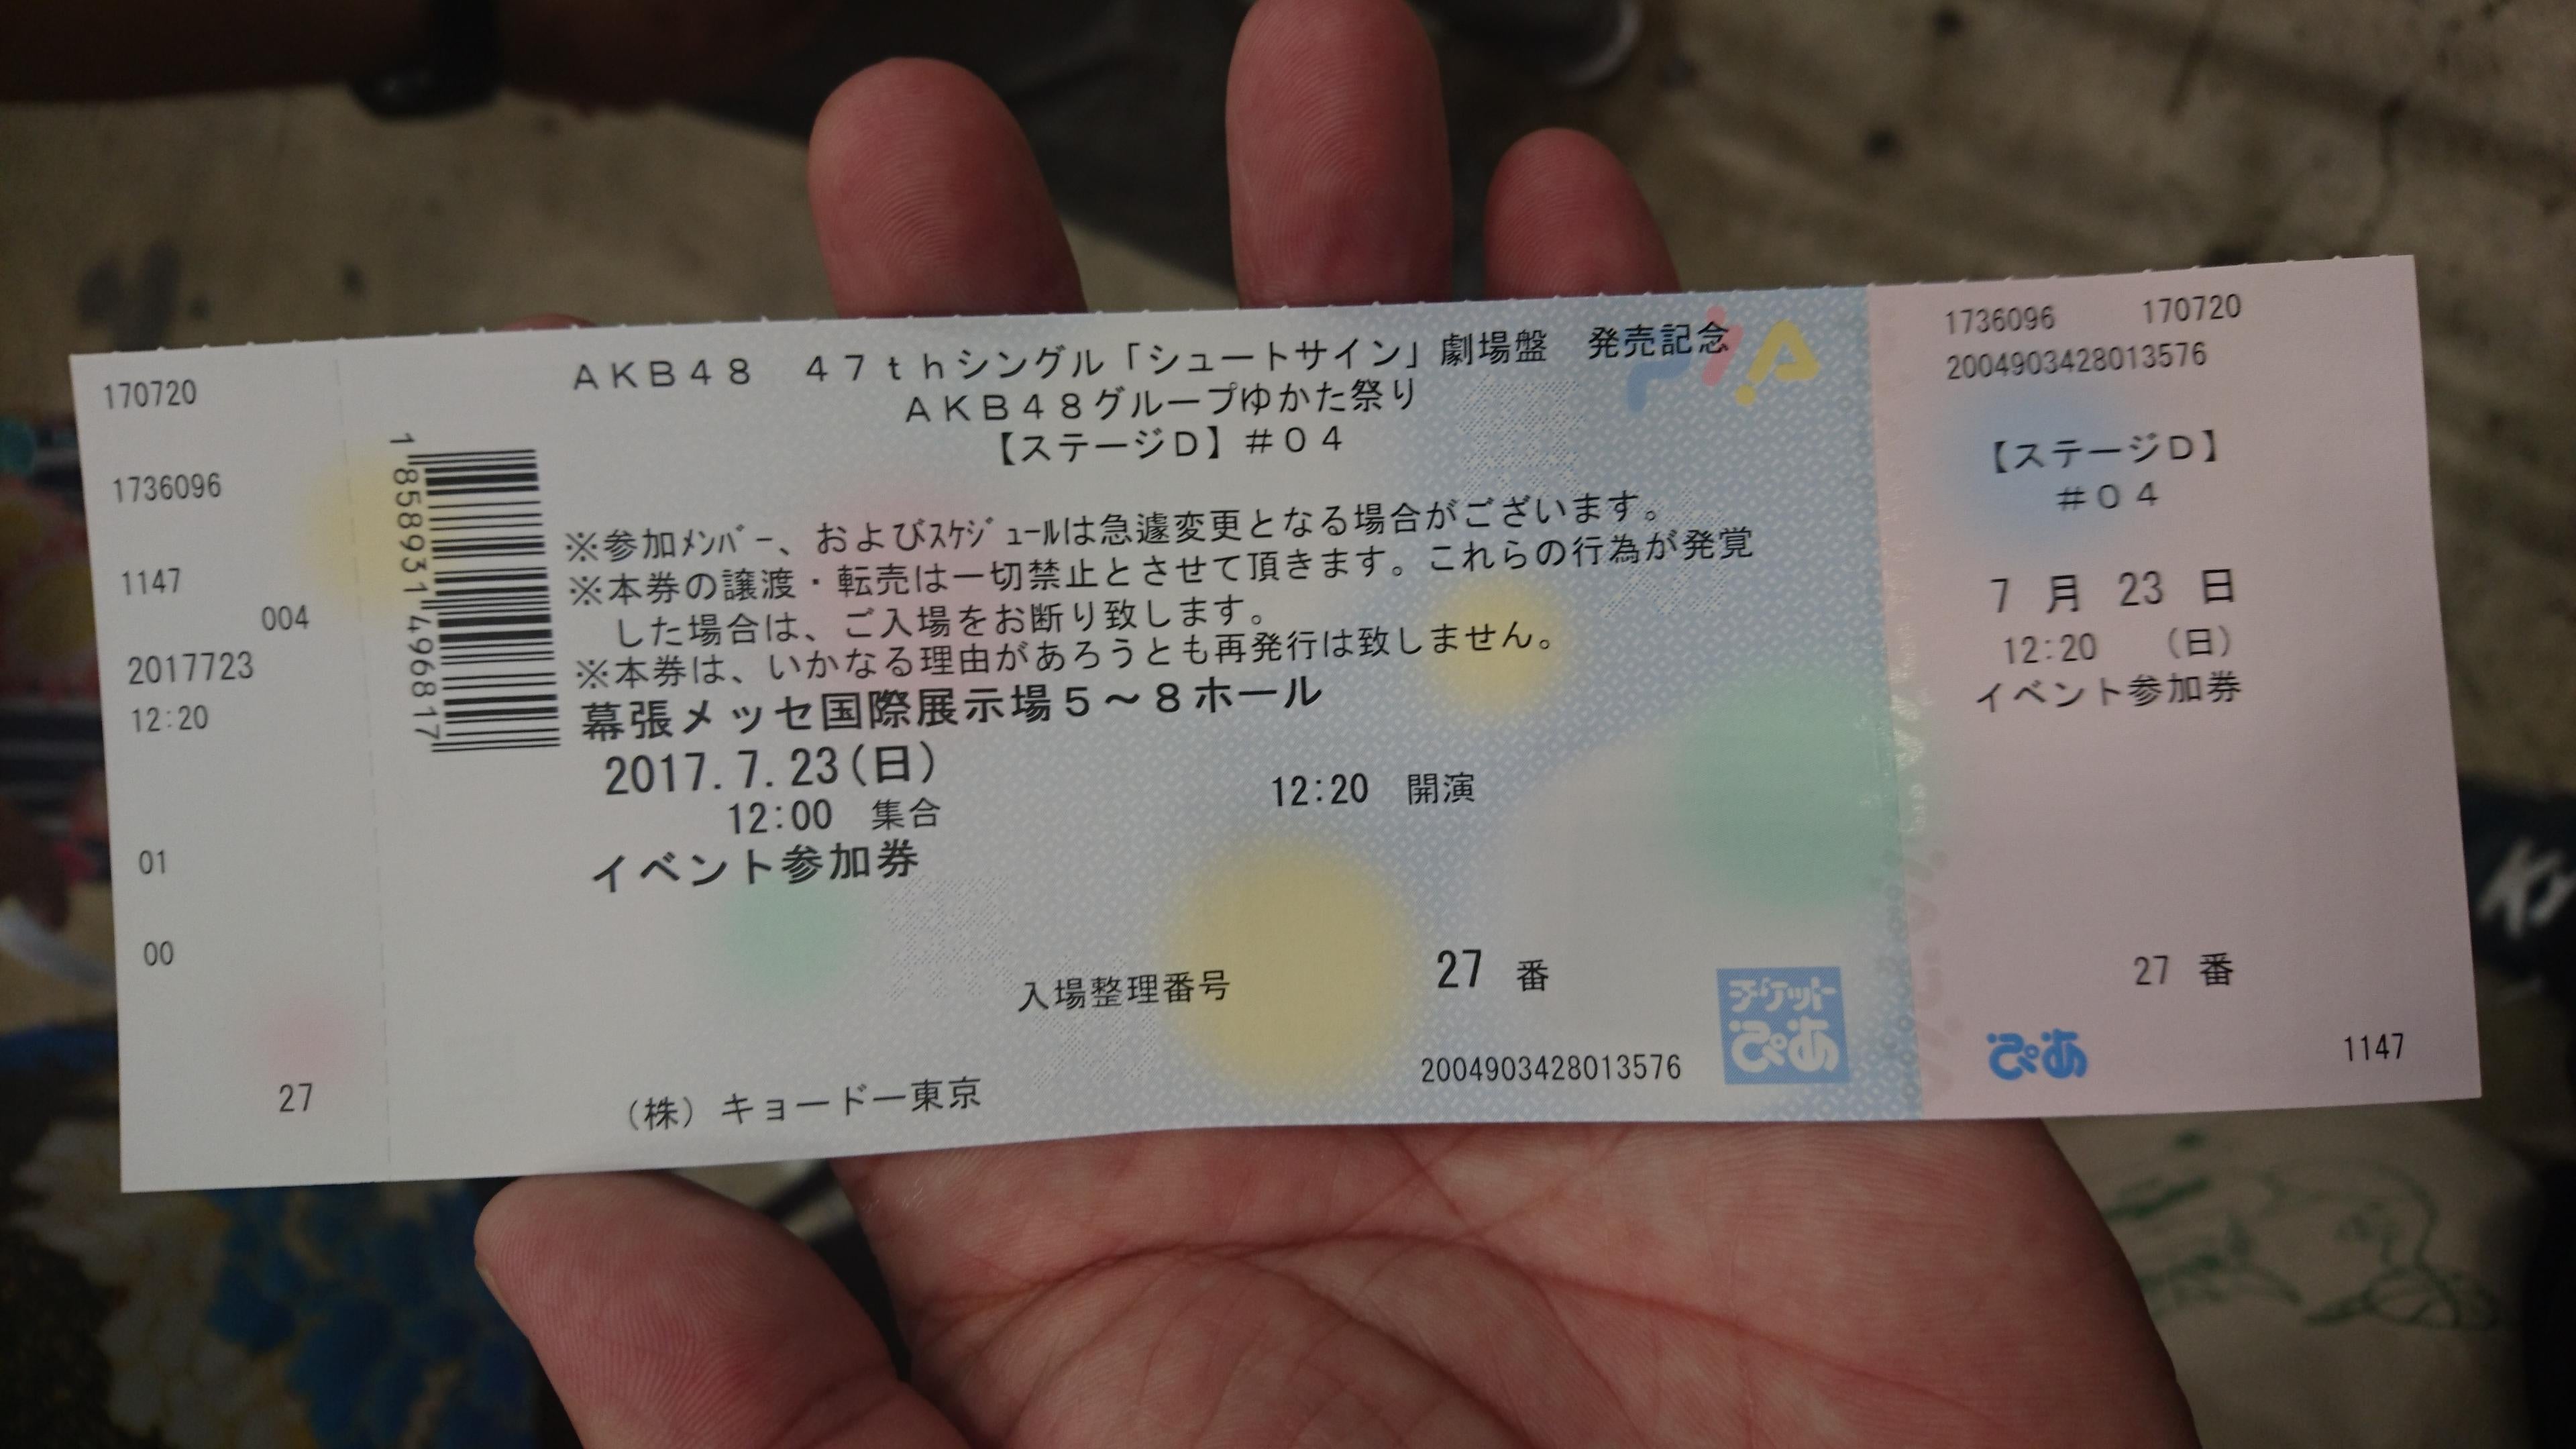 170720
1736096
1147
004
2017723
12:20
01
00
27
1858931496817
AKB48 47thシングル「シュートサイン」劇場盤 発売記念
AKB48グループゆかた祭り
【ステージD】#04
※参加ﾒﾝﾊﾞｰ、およびｽｹｼﾞｭｰﾙは急遽変更となる場合がございます。
※本券の譲渡・転売は一切禁止とさせて頂きます。これらの行為が発覚
した場合は、ご入場をお断り致します。
※本券は、いかなる理由があろうとも再発行は致しません。
幕張メッセ国際展示場5～8ホール
2017. 7. 23(日)
12:00 集合 12:20 開演
イベント参加券
入場整理番号 27 番
2004903428013576
(株) キョードー東京
PIA
チケット
ぴあ
1736096 170720
2004903428013576
【ステージD】
#04
7 月 23 日
12:20 (日)
イベント参加券
27 番
ぴあ
1147